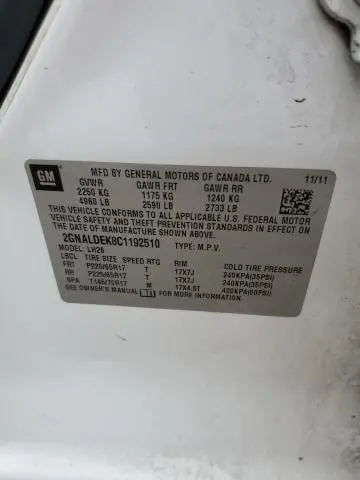 GM
MFD BY GENERAL MOTORS OF CANADA LTD. 11/11
GVWR GAWR FRT GAWR RR
2250 KG 1175 KG 1240 KG
4960 LB 2590 LB 2733 LB
THIS VEHICLE CONFORMS TO ALL APPLICABLE U.S. FEDERAL MOTOR
VEHICLE SAFETY, BUMPER, AND THEFT PREVENTION STANDARDS IN EFFECT
ON THE DATE OF MANUFACTURE SHOWN ABOVE.
2GNALDEK8C1192510 TYPE: M.P.V.
LBCL LH26
TIRE SIZE SPEED RTG RIM COLD TIRE PRESSURE
FRT P225/65R17 T 17X7J 240KPA(35PSI)
RR P225/65R17 T 17X7J 240KPA(35PSI)
SPA T145/70R17 M 17X4.5T 420KPA(60PSI)
SEE OWNER'S MANUAL